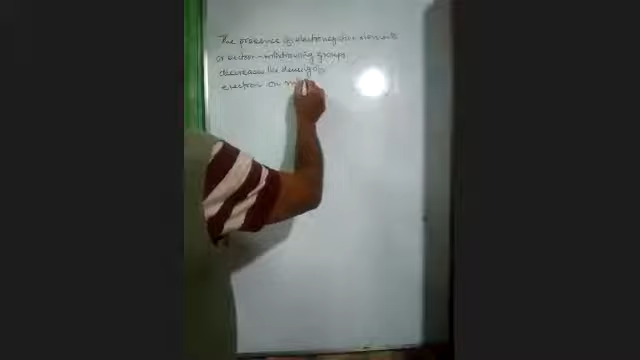 The presence of electronegative elements
or electron-withdrawing groups
decreases the density of
electron on